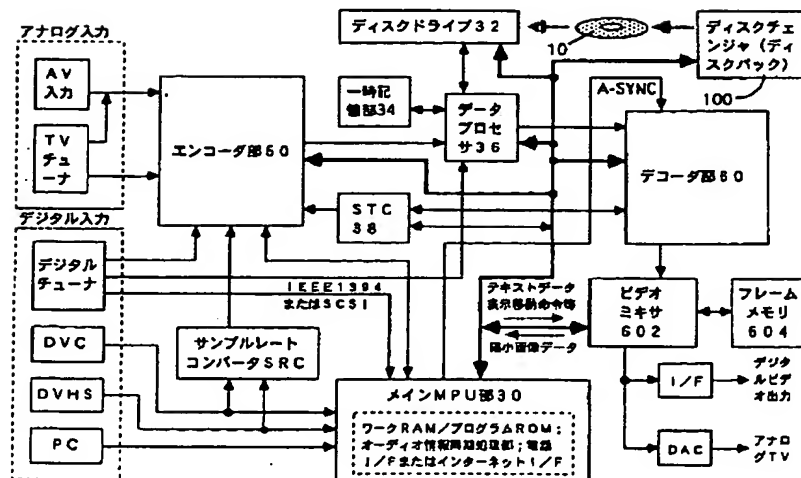 アナログ入力
AV
入力
TV
チュ
ーナ
デジタル入力
デジタル
チューナ
DVC
DVHS
PC
エンコーダ部50
サンプルレート
コンバータSRC
ディスクドライブ32
一時記
憶部34
データ
プロセ
サ36
STC
38
10
ディスクチェ
ンジャ（ディ
スクパック）
100
A-SYNC
デコーダ部60
IEEE1394
またはSCSI
テキストデータ
表示移動命令等
縮小画像データ
ビデオ
ミキサ
602
フレーム
メモリ
604
I/F
デジタ
ルビデ
オ出力
DAC
アナロ
グTV
メインMPU部30
ワークRAM/プログラムROM；
オーディオ情報同期処理部；電話
I/Fまたはインターネット I/F